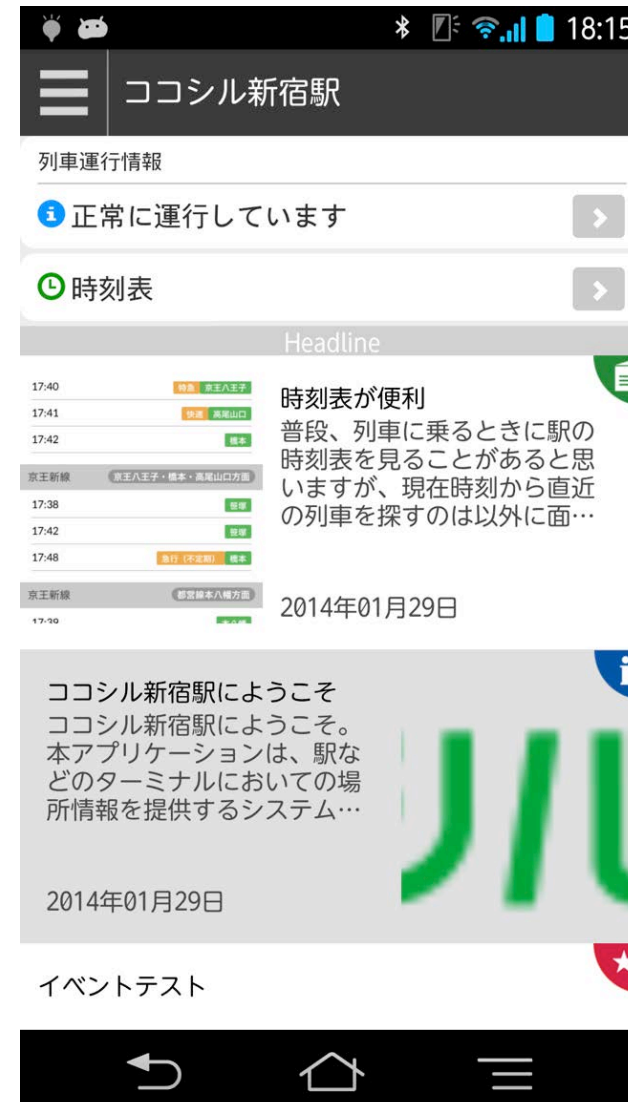 18:15
ココシル新宿駅
列車運行情報
正常に運行しています
時刻表
Headline
17:40 特急 京王八王子
17:41 快速 高尾山口
17:42 橋本
京王新線 京王八王子・橋本・高尾山口方面
17:38 笹塚
17:42 笹塚
17:48 急行 (不定期) 橋本
京王新線 都営線本八幡方面
17:39
時刻表が便利
普段、列車に乗るときに駅の
時刻表を見ることがあると思
いますが、現在時刻から直近
の列車を探すのは以外に面…
2014年01月29日
ココシル新宿駅にようこそ
ココシル新宿駅にようこそ。
本アプリケーションは、駅な
どのターミナルにおいての場
所情報を提供するシステム…
2014年01月29日
イベントテスト